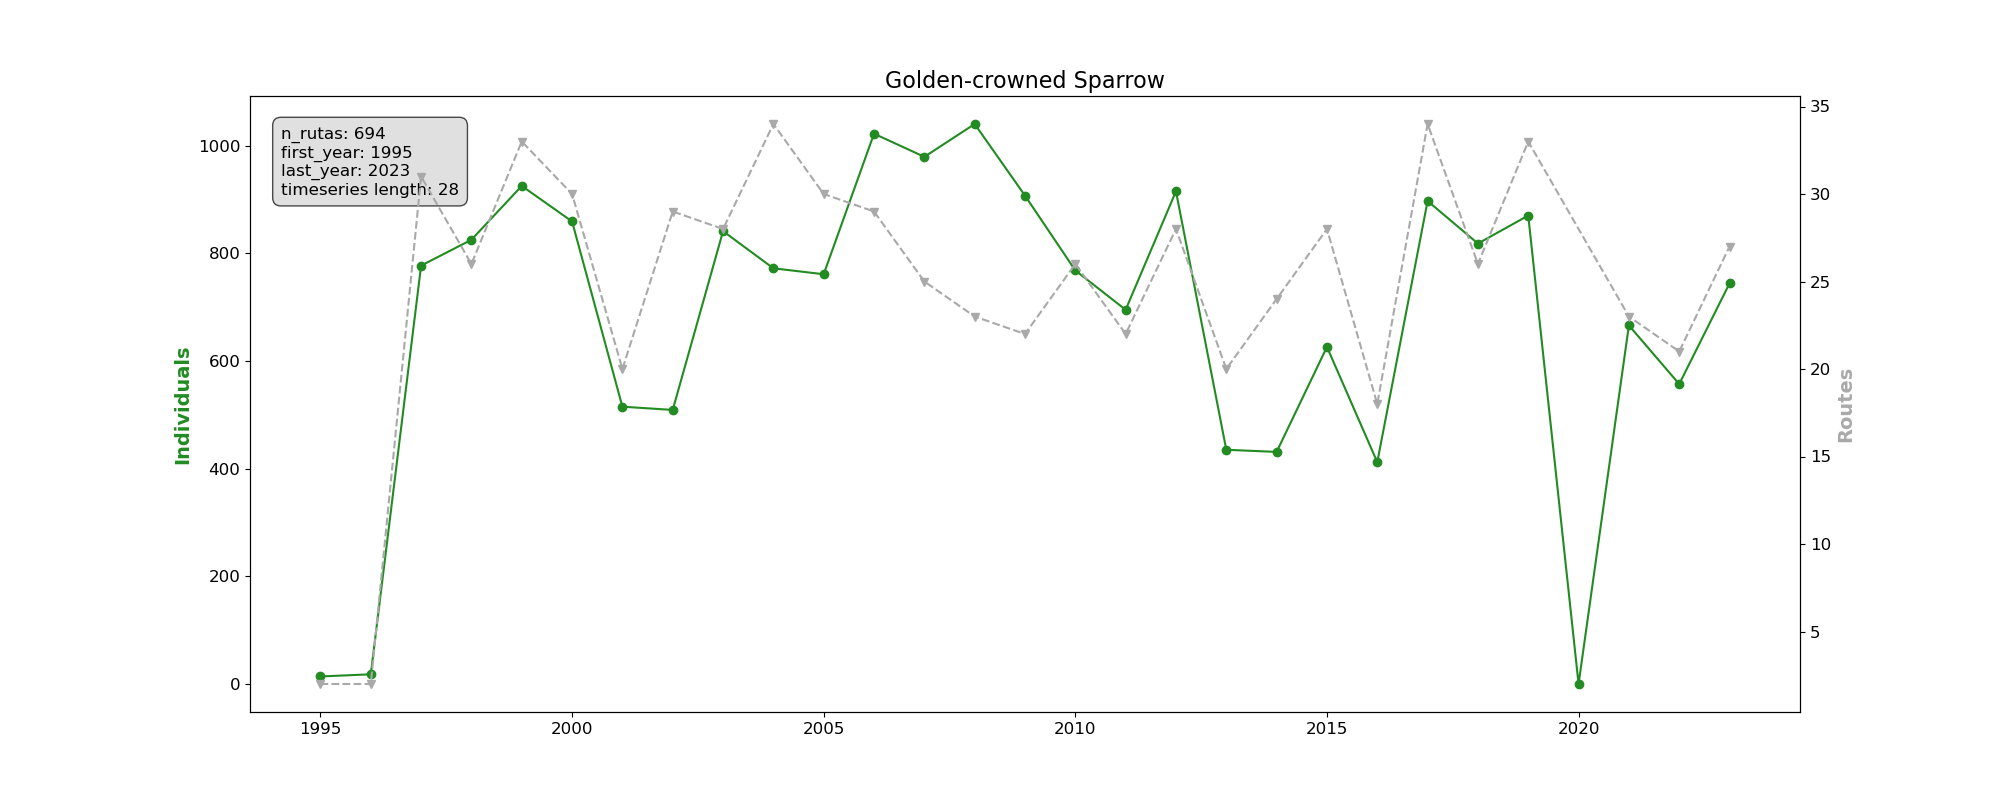 Golden-crowned Sparrow
n_rutas: 694
first_year: 1995
last_year: 2023
timeseries length: 28
Individuals
1000
800
600
400
200
0
35
30
25
20
15
10
5
Routes
1995 2000 2005 2010 2015 2020